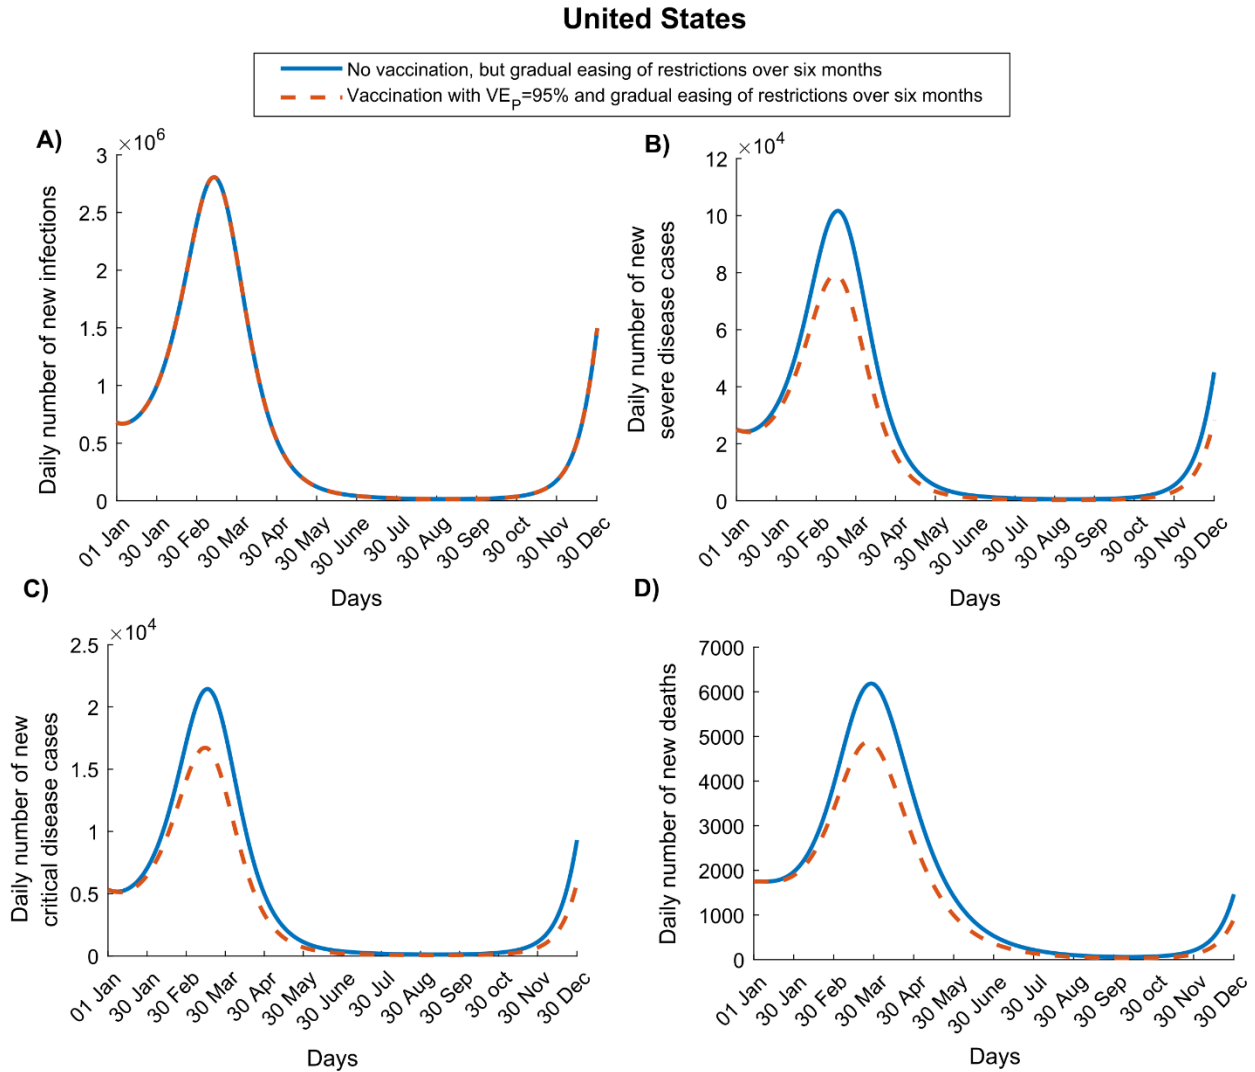 United States
No vaccination, but gradual easing of restrictions over six months
Vaccination with VE_P=95% and gradual easing of restrictions over six months
A)
×10^6
3
2.5
2
1.5
1
0.5
0
Daily number of new infections
01 Jan
30 Jan
30 Feb
30 Mar
30 Apr
30 May
30 June
30 Jul
30 Aug
30 Sep
30 oct
30 Nov
30 Dec
Days
B)
×10^4
12
10
8
6
4
2
0
Daily number of new
severe disease cases
01 Jan
30 Jan
30 Feb
30 Mar
30 Apr
30 May
30 June
30 Jul
30 Aug
30 Sep
30 oct
30 Nov
30 Dec
Days
C)
×10^4
2.5
2
1.5
1
0.5
0
Daily number of new
critical disease cases
01 Jan
30 Jan
30 Feb
30 Mar
30 Apr
30 May
30 June
30 Jul
30 Aug
30 Sep
30 oct
30 Nov
30 Dec
Days
D)
7000
6000
5000
4000
3000
2000
1000
0
Daily number of new deaths
01 Jan
30 Jan
30 Feb
30 Mar
30 Apr
30 May
30 June
30 Jul
30 Aug
30 Sep
30 oct
30 Nov
30 Dec
Days